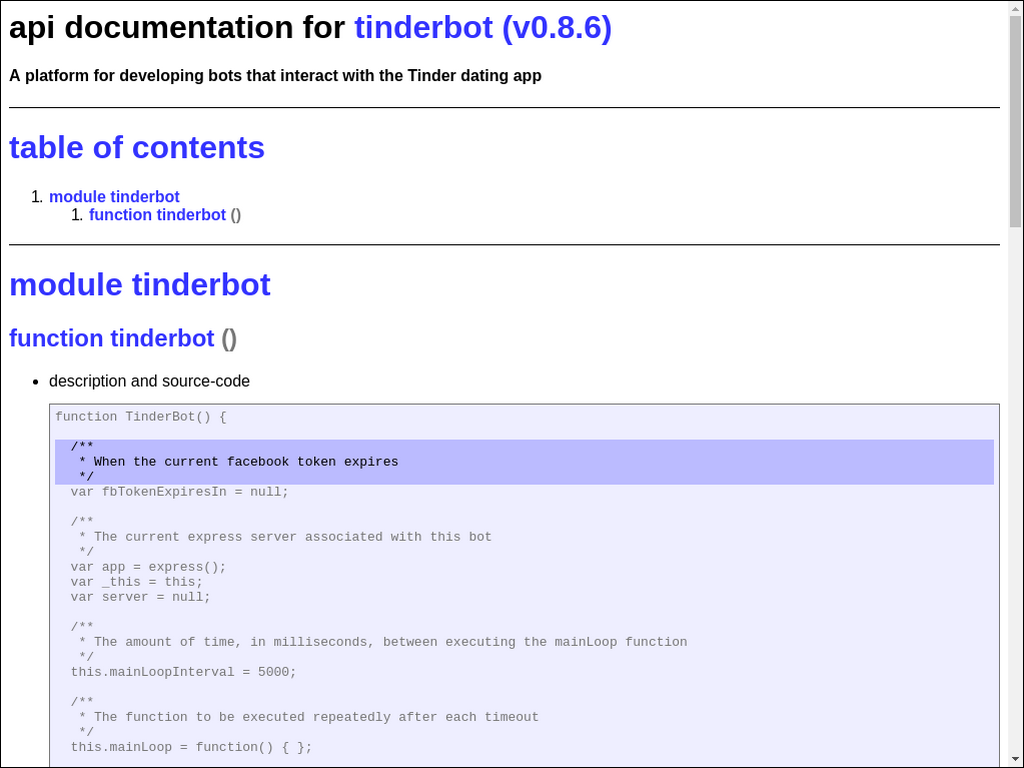 api documentation for tinderbot (v0.8.6)
A platform for developing bots that interact with the Tinder dating app
table of contents
1. module tinderbot
1. function tinderbot ()
module tinderbot
function tinderbot ()
• description and source-code
function TinderBot() {
/**
* When the current facebook token expires
*/
var fbTokenExpiresIn = null;
/**
* The current express server associated with this bot
*/
var app = express();
var _this = this;
var server = null;
/**
* The amount of time, in milliseconds, between executing the mainLoop function
*/
this.mainLoopInterval = 5000;
/**
* The function to be executed repeatedly after each timeout
*/
this.mainLoop = function() { };